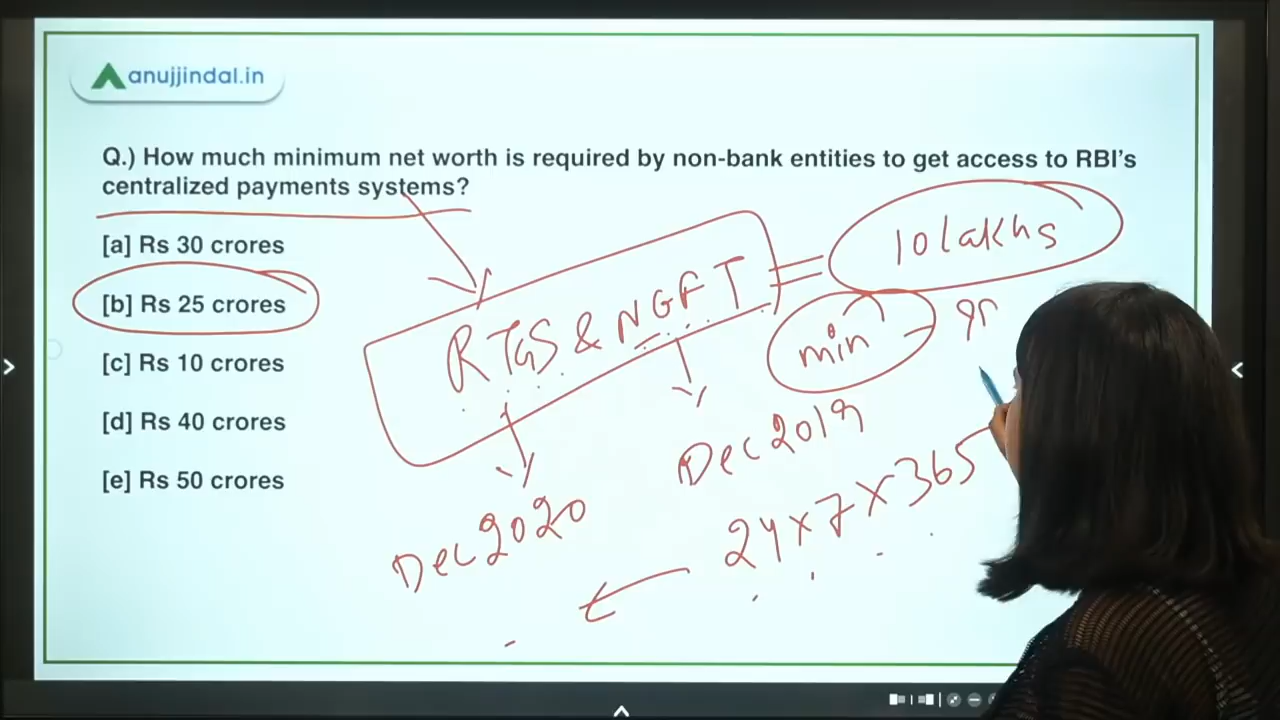 anujjindal.in
Q.) How much minimum net worth is required by non-bank entities to get access to RBI's
centralized payments systems?
[a] Rs 30 crores
[b] Rs 25 crores
[c] Rs 10 crores
[d] Rs 40 crores
[e] Rs 50 crores
RTGS & NGFT = 10 lakhs
min -
Dec 2020
Dec 2019
24x7x365